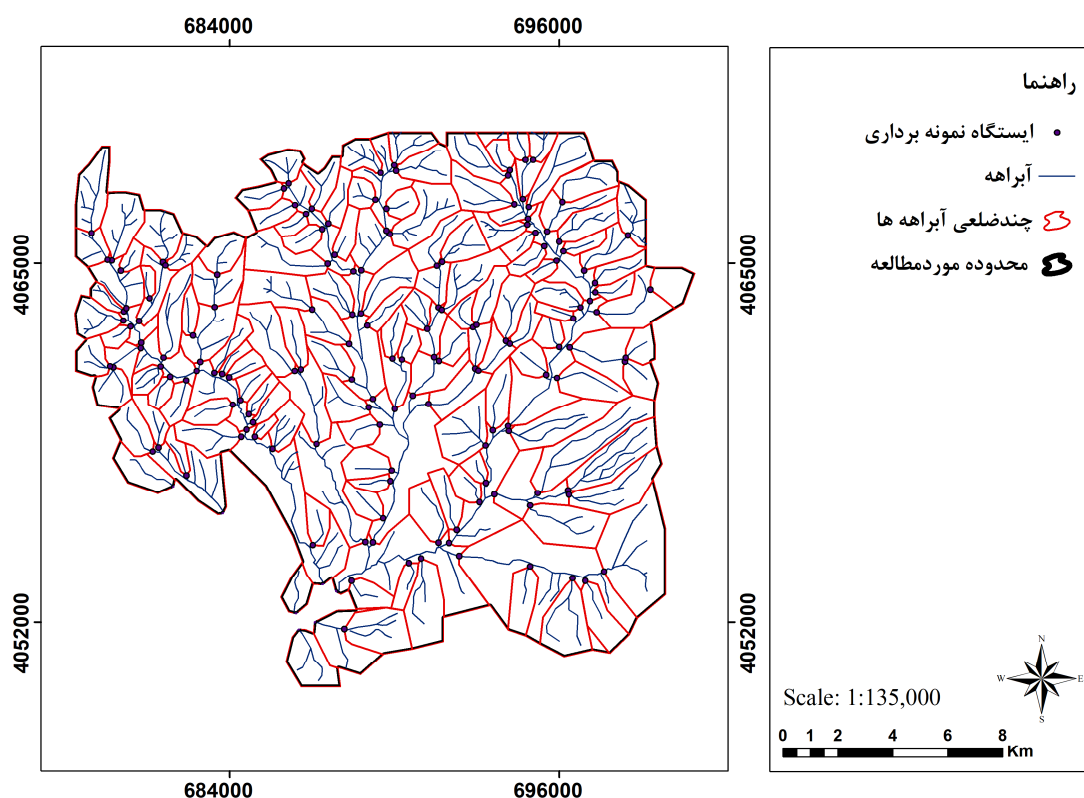 684000 696000
4065000 4065000
4052000 4052000
684000 696000
راهنما
ایستگاه نمونه برداری
آبراهه
چندضلعی آبراهه ها
محدوده موردمطالعه
N
W E
S
Scale: 1:135,000
0 1 2 4 6 8
Km